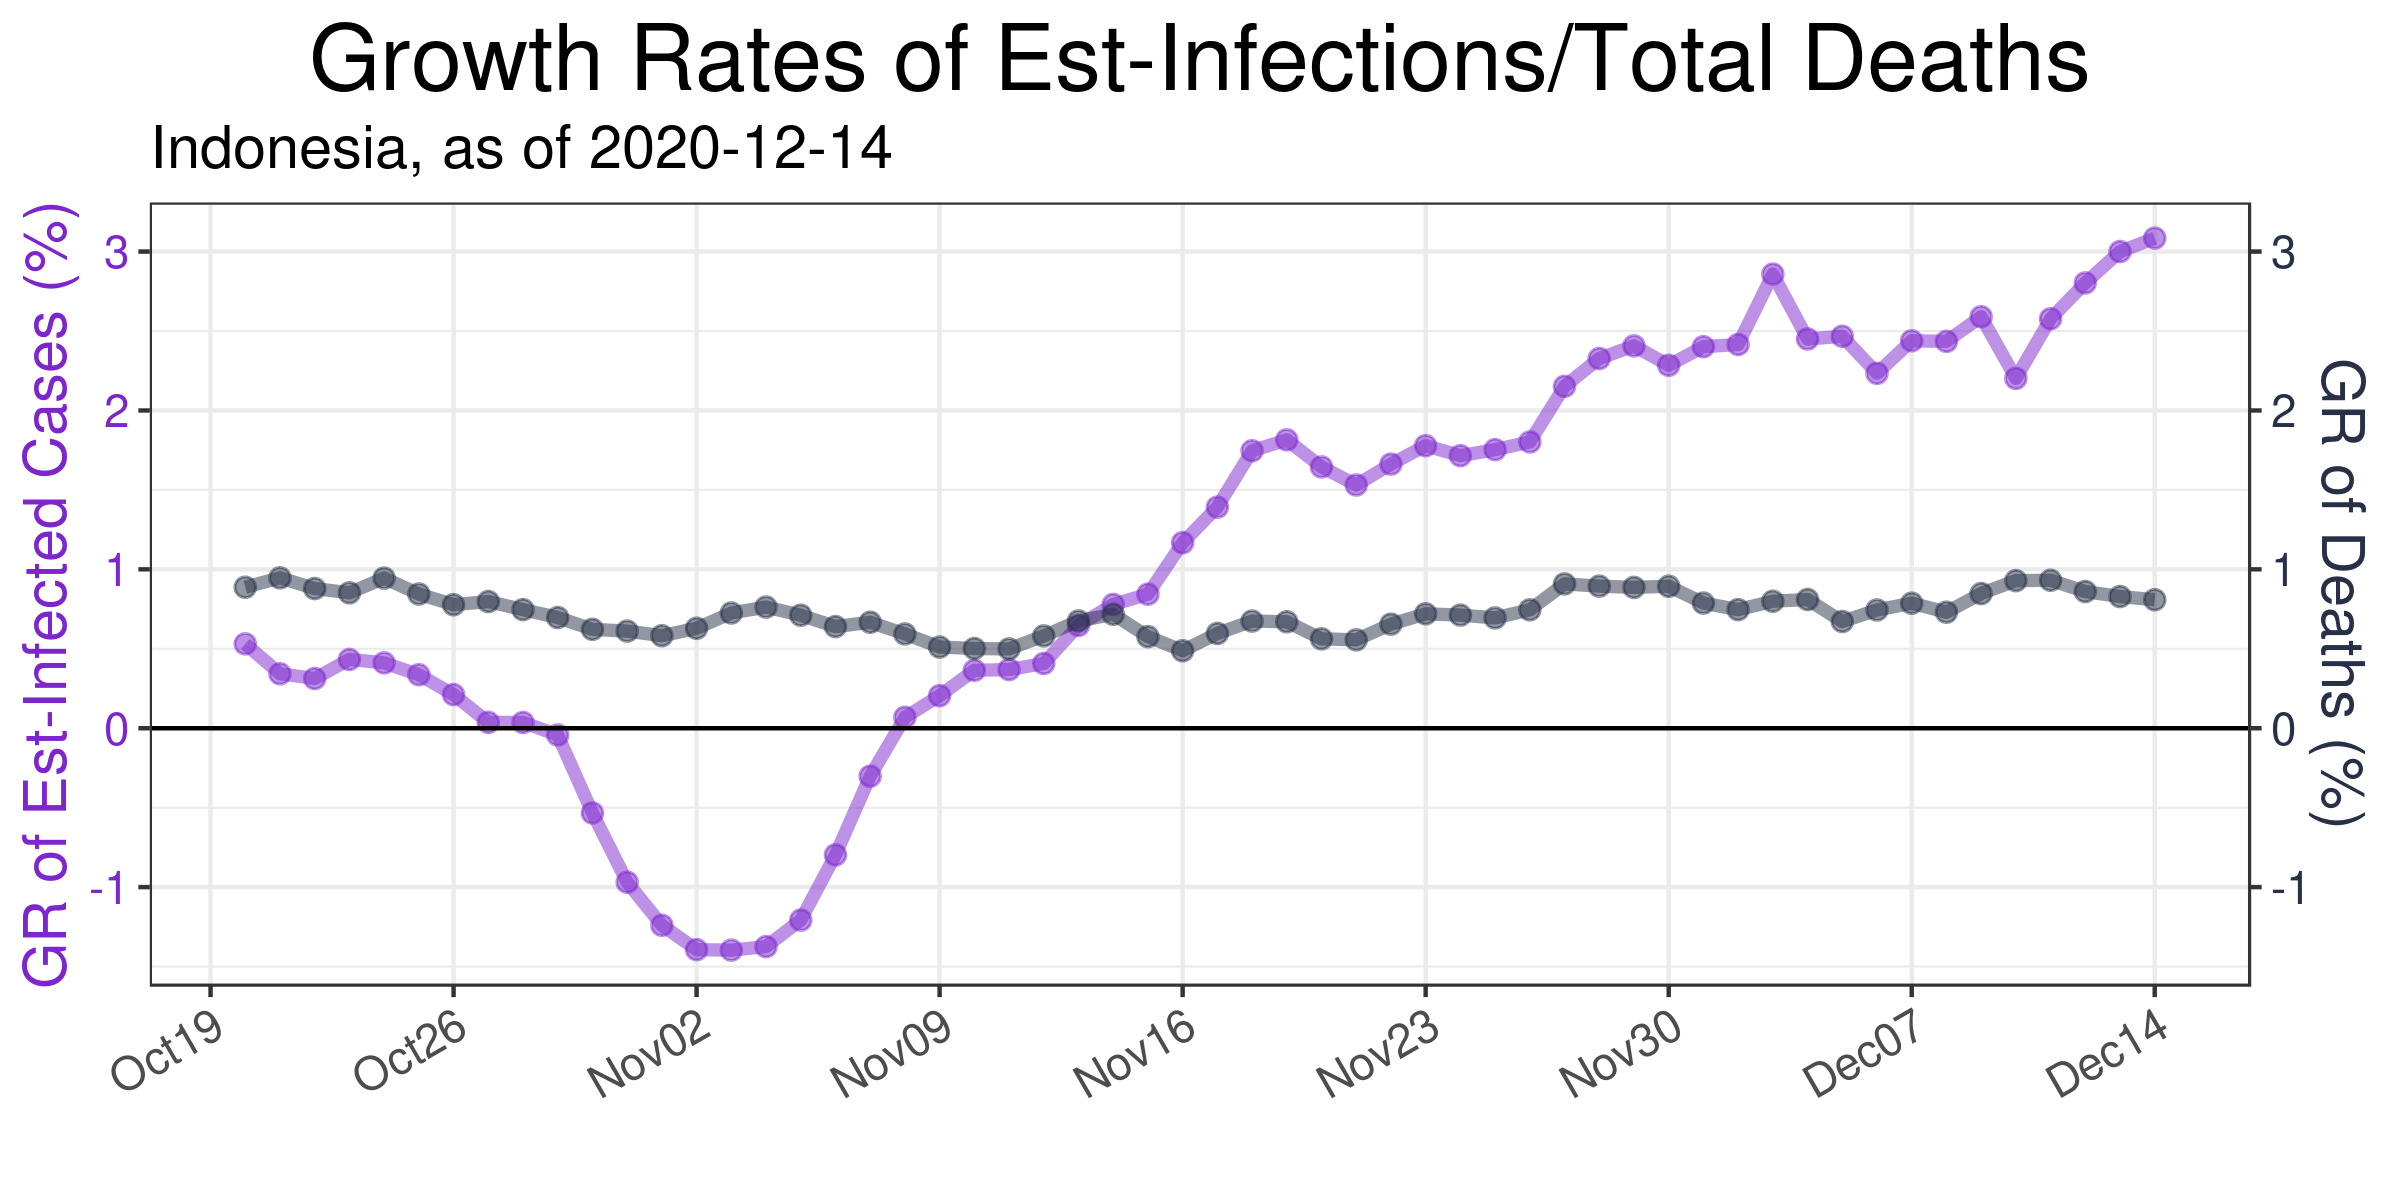 Growth Rates of Est-Infections/Total Deaths
Indonesia, as of 2020-12-14
GR of Est-Infected Cases (%)
3
2
1
0
-1
3
2
1
0
-1
GR of Deaths (%)
Oct19
Oct26
Nov02
Nov09
Nov16
Nov23
Nov30
Dec07
Dec14